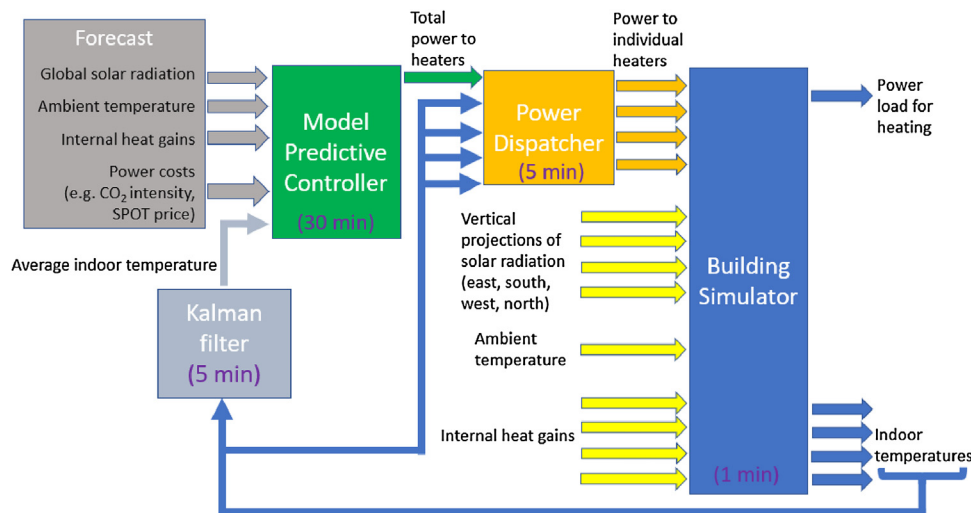 Forecast
Global solar radiation
Ambient temperature
Internal heat gains
Power costs
(e.g. CO2 intensity,
SPOT price)
Model
Predictive
Controller
(30 min)
Total
power to
heaters
Power
Dispatcher
(5 min)
Power to
individual
heaters
Power
load for
heating
Average indoor temperature
Kalman
filter
(5 min)
Vertical
projections of
solar radiation
(east, south,
west, north)
Ambient
temperature
Internal heat gains
Building
Simulator
(1 min)
Indoor
temperatures